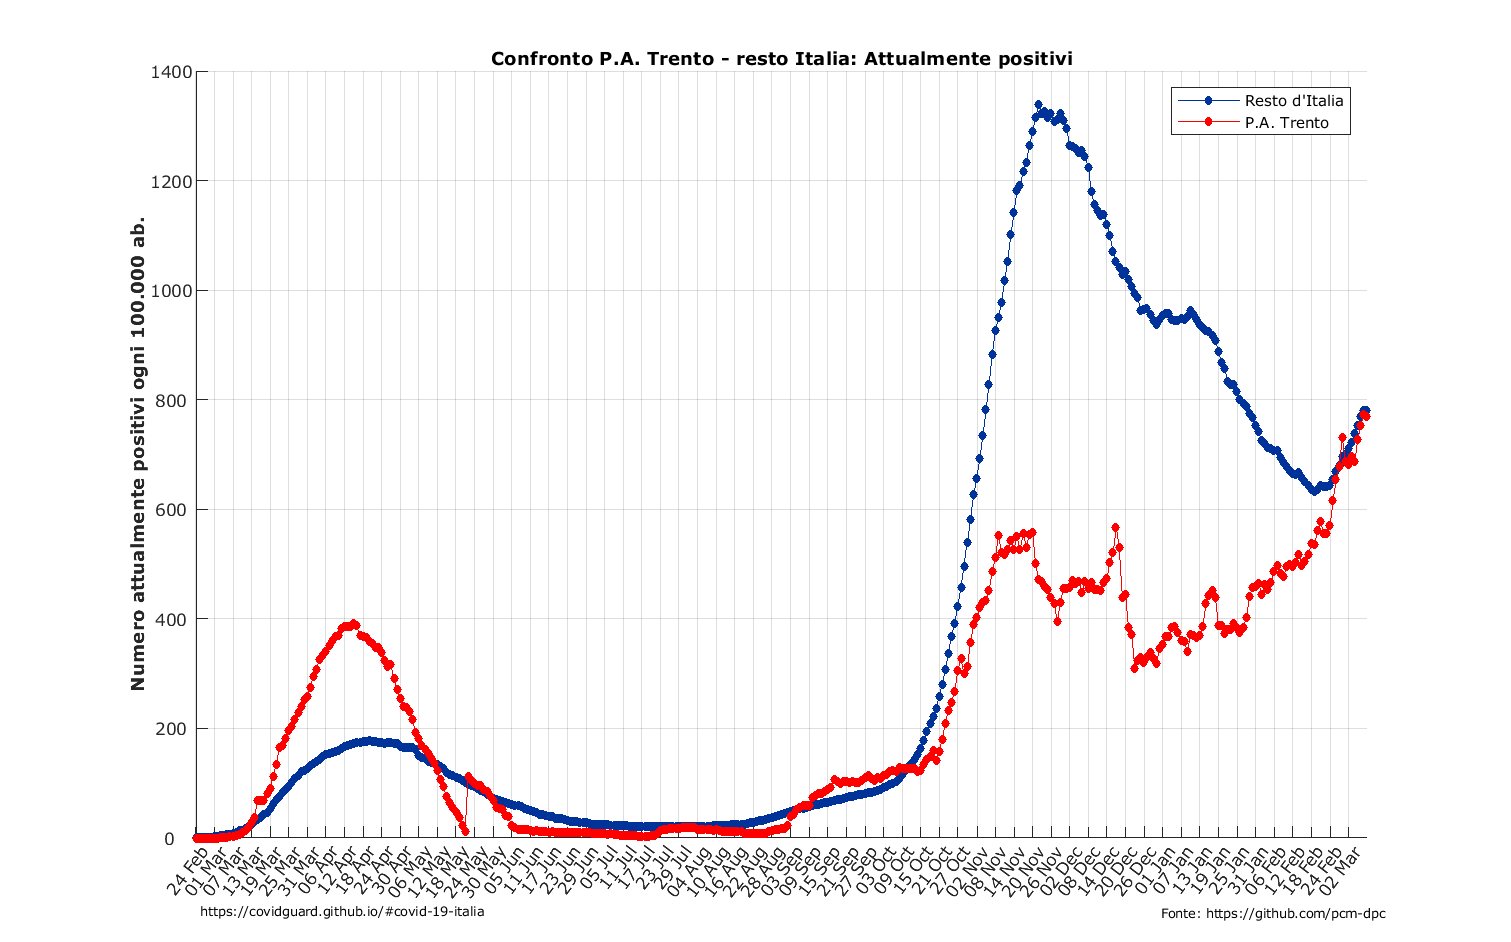 Confronto P.A. Trento - resto Italia: Attualmente positivi
Numero attualmente positivi ogni 100.000 ab.
1400
1200
1000
800
600
400
200
0
Resto d'Italia
P.A. Trento
24 Feb
01 Mar
07 Mar
13 Mar
19 Mar
25 Mar
31 Mar
06 Apr
12 Apr
18 Apr
24 Apr
30 Apr
06 May
12 May
18 May
24 May
30 May
05 Jun
11 Jun
17 Jun
23 Jun
29 Jun
05 Jul
11 Jul
17 Jul
23 Jul
29 Jul
04 Aug
10 Aug
16 Aug
22 Aug
28 Aug
03 Sep
09 Sep
15 Sep
21 Sep
27 Sep
03 Oct
09 Oct
15 Oct
21 Oct
27 Oct
02 Nov
08 Nov
14 Nov
20 Nov
26 Nov
02 Dec
08 Dec
14 Dec
20 Dec
26 Dec
01 Jan
07 Jan
13 Jan
19 Jan
25 Jan
31 Jan
06 Feb
12 Feb
18 Feb
24 Feb
02 Mar
https://covidguard.github.io/#covid-19-italia
Fonte: https://github.com/pcm-dpc